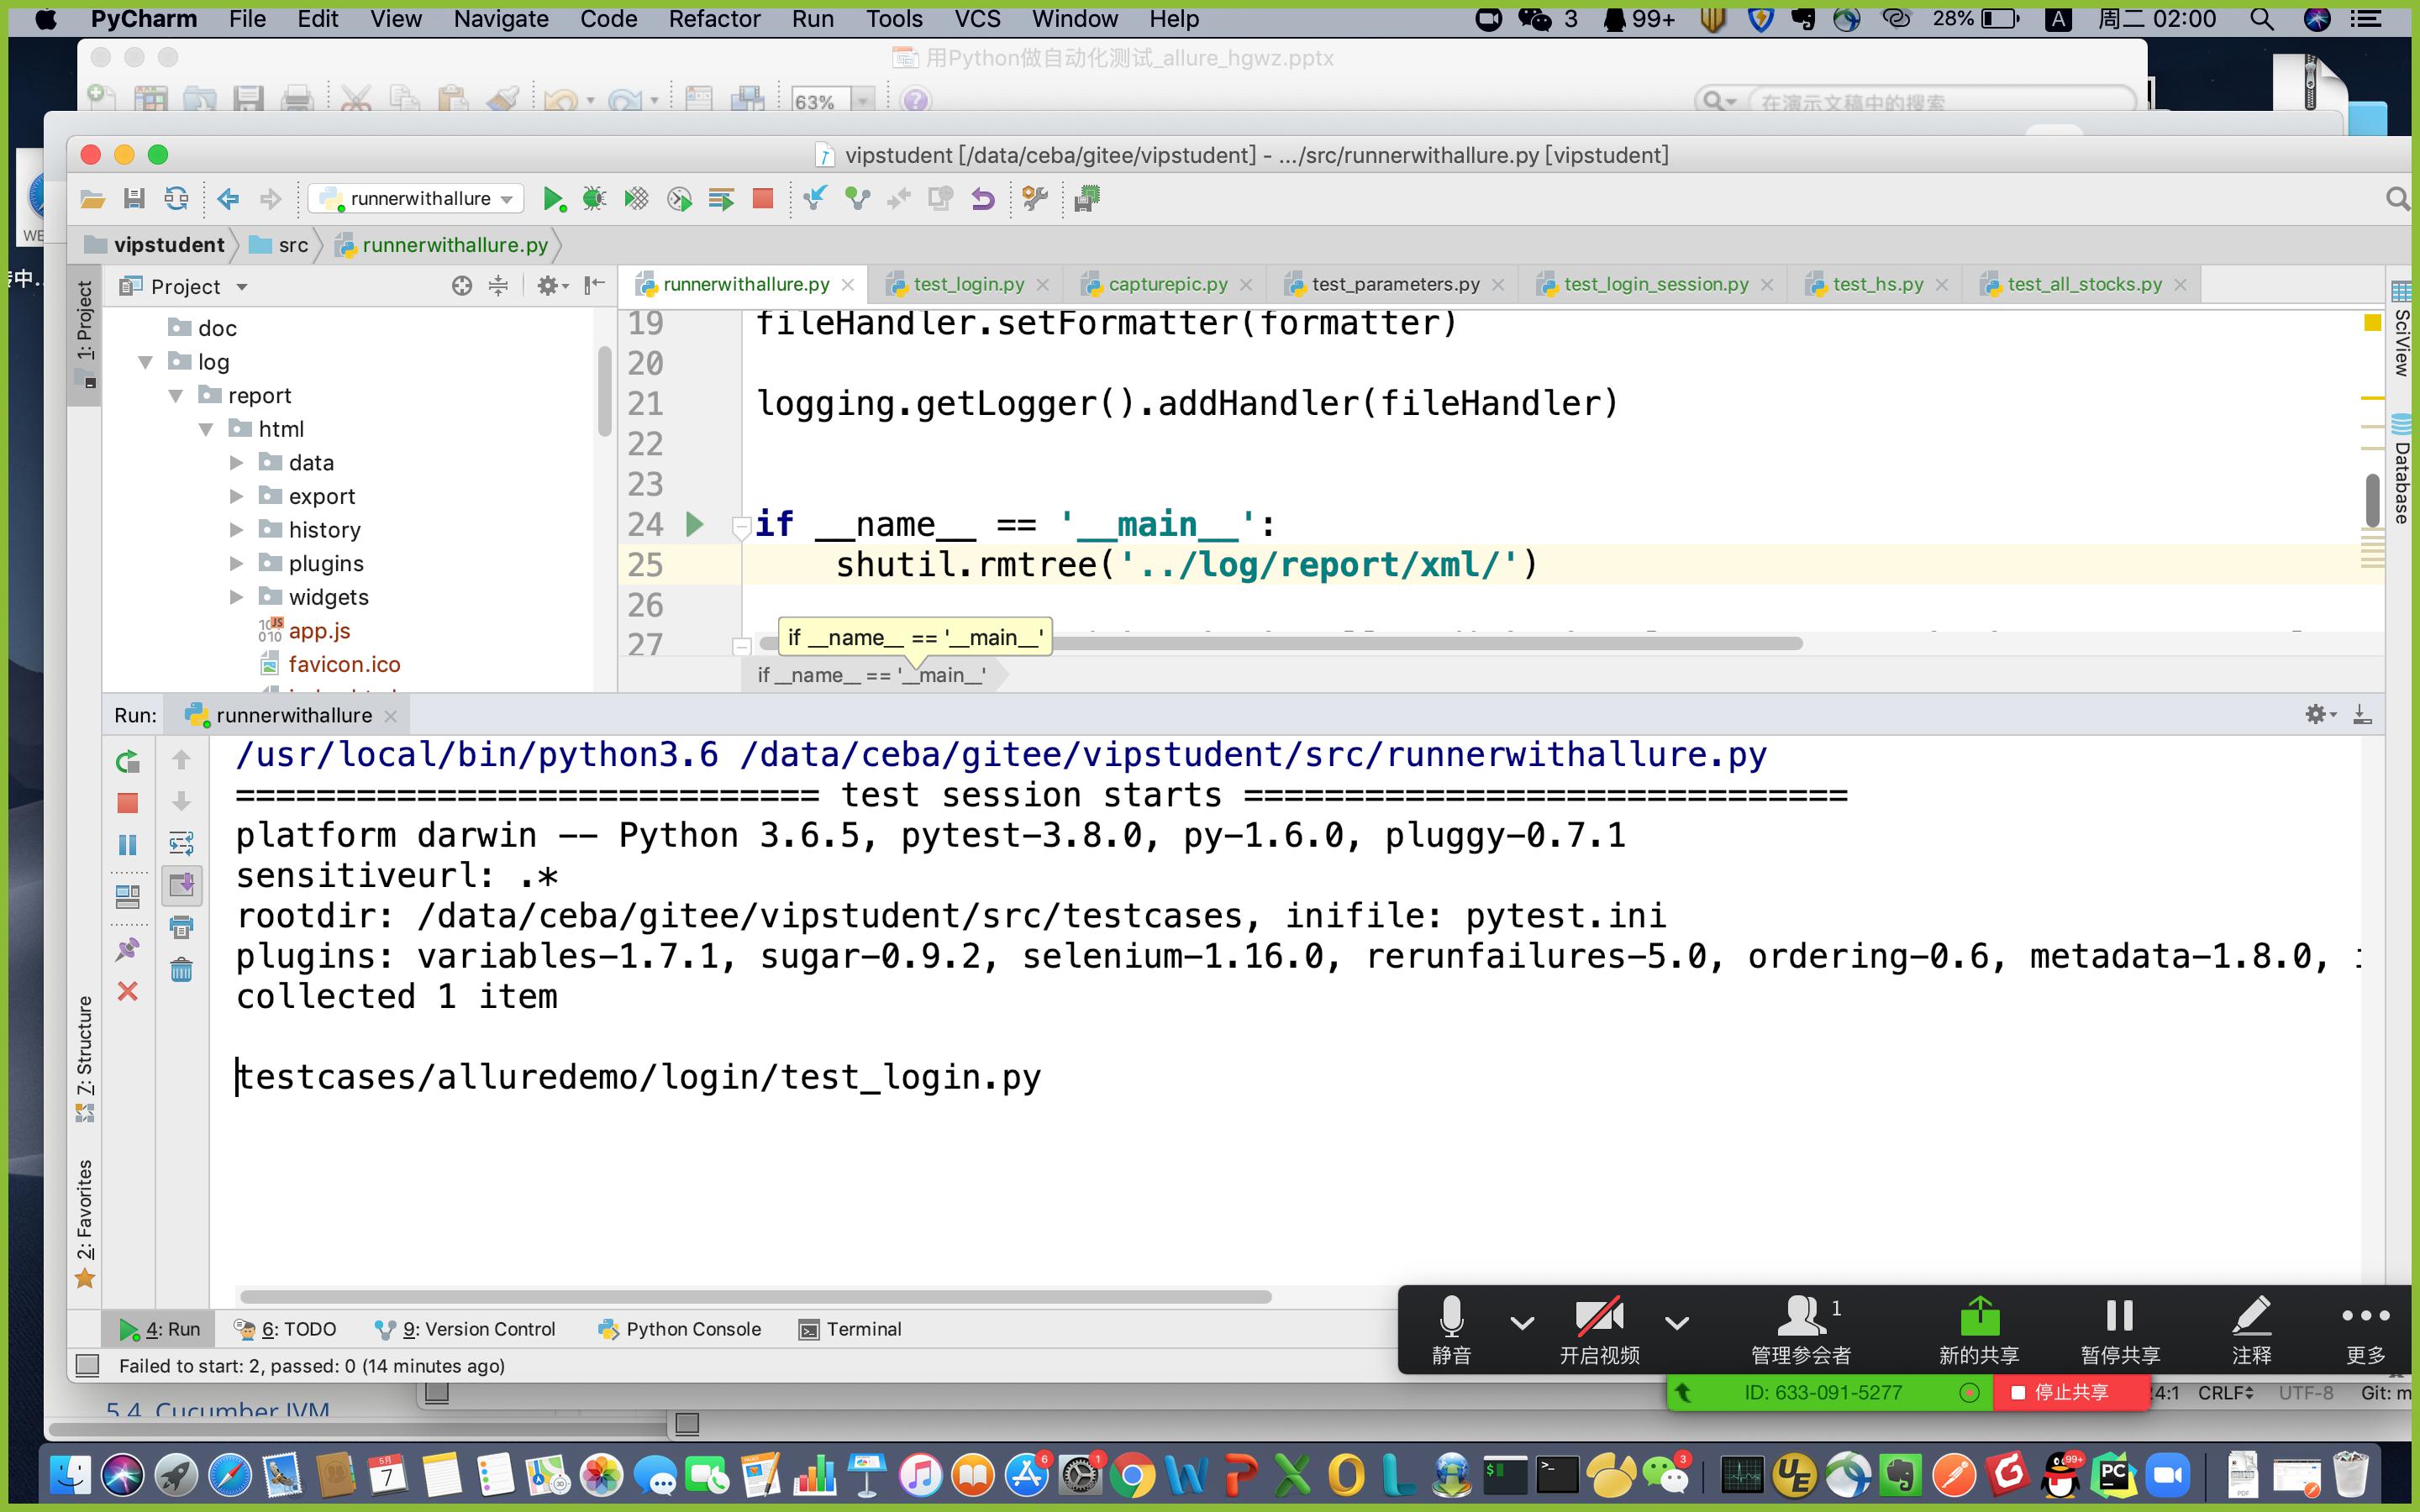 PyCharm File Edit View Navigate Code Refactor Run Tools VCS Window Help 3 99+ 28% A 周二 02:00
用Python做自动化测试_allure_hgwz.pptx
63% 在演示文稿中的搜索
vipstudent [/data/ceba/gitee/vipstudent] - .../src/runnerwithallure.py [vipstudent]
runnerwithallure
vipstudent src runnerwithallure.py
Project
runnerwithallure.py test_login.py capturepic.py test_parameters.py test_login_session.py test_hs.py test_all_stocks.py
1: Project
doc
log
report
html
data
export
history
plugins
widgets
app.js
favicon.ico
19 fileHandler.setFormatter(formatter)
20
21 logging.getLogger().addHandler(fileHandler)
22
23
24 if __name__ == '__main__':
25 shutil.rmtree('../log/report/xml/')
26
27
if __name__ == '__main__'
if __name__ == '__main__'
SciView
Database
Run: runnerwithallure
/usr/local/bin/python3.6 /data/ceba/gitee/vipstudent/src/runnerwithallure.py
============================= test session starts ==============================
platform darwin -- Python 3.6.5, pytest-3.8.0, py-1.6.0, pluggy-0.7.1
sensitiveurl: .*
rootdir: /data/ceba/gitee/vipstudent/src/testcases, inifile: pytest.ini
plugins: variables-1.7.1, sugar-0.9.2, selenium-1.16.0, rerunfailures-5.0, ordering-0.6, metadata-1.8.0,
collected 1 item
testcases/alluredemo/login/test_login.py
7: Structure
2: Favorites
4: Run 6: TODO 9: Version Control Python Console Terminal
Failed to start: 2, passed: 0 (14 minutes ago)
静音 开启视频 管理参会者 1 新的共享 暂停共享 注释 更多
ID: 633-091-5277 停止共享 4:1 CRLF UTF-8 Git: m
5.4. Cucumber JVM